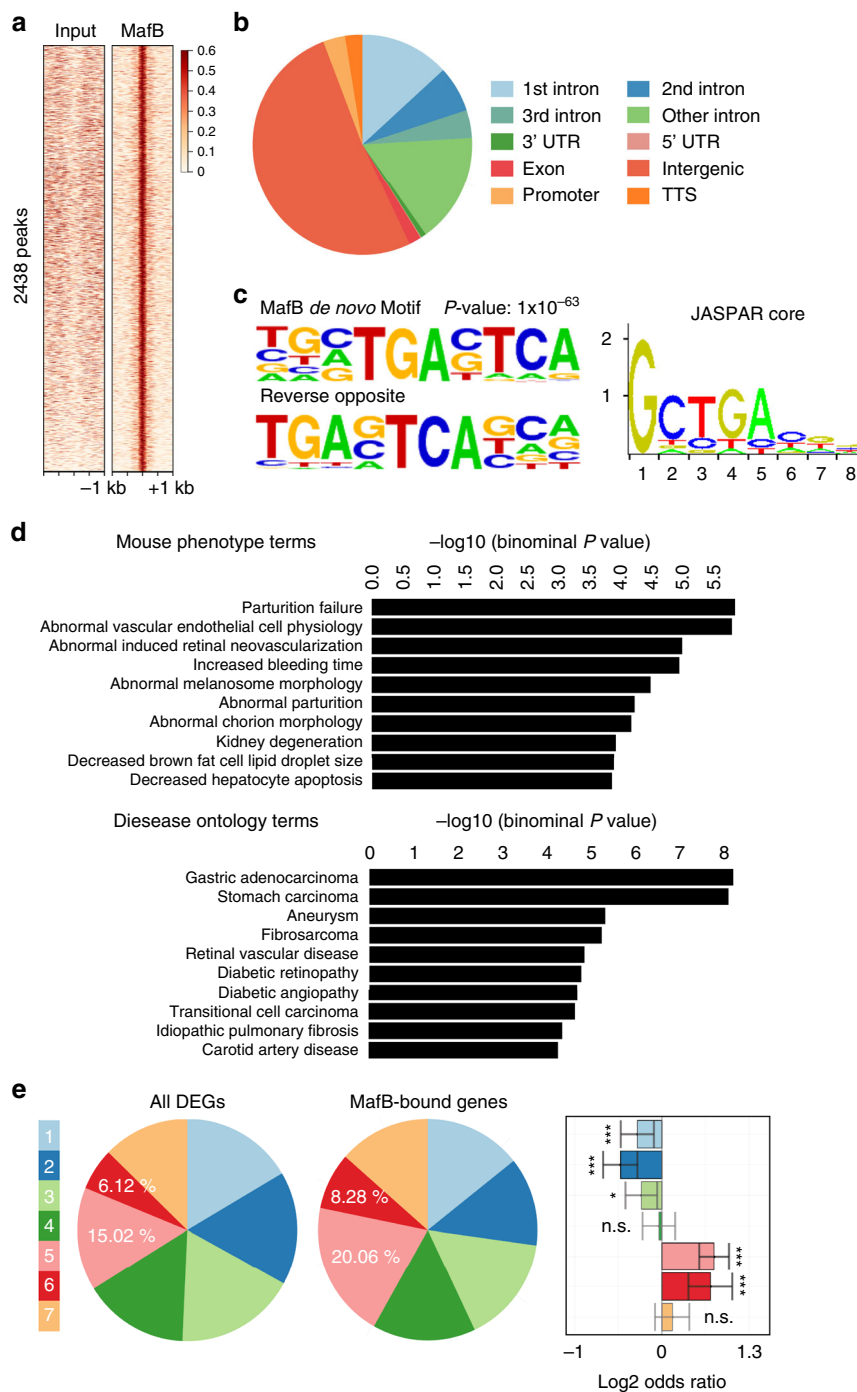 a
Input MafB
0.6
0.5
0.4
0.3
0.2
0.1
0
2438 peaks
−1 kb +1 kb
b
1st intron 2nd intron
3rd intron Other intron
3' UTR 5' UTR
Exon Intergenic
Promoter TTS
c
MafB de novo Motif P-value: 1x10−63
TGCTGACTCA
Reverse opposite
TGAGTCAGCA
JASPAR core
2
1
GCTGA
1 2 3 4 5 6 7 8
d
Mouse phenotype terms −log10 (binominal P value)
0.0 0.5 1.0 1.5 2.0 2.5 3.0 3.5 4.0 4.5 5.0 5.5
Parturition failure
Abnormal vascular endothelial cell physiology
Abnormal induced retinal neovascularization
Increased bleeding time
Abnormal melanosome morphology
Abnormal parturition
Abnormal chorion morphology
Kidney degeneration
Decreased brown fat cell lipid droplet size
Decreased hepatocyte apoptosis
Diesease ontology terms −log10 (binominal P value)
0 1 2 3 4 5 6 7 8
Gastric adenocarcinoma
Stomach carcinoma
Aneurysm
Fibrosarcoma
Retinal vascular disease
Diabetic retinopathy
Diabetic angiopathy
Transitional cell carcinoma
Idiopathic pulmonary fibrosis
Carotid artery disease
e
All DEGs MafB-bound genes
1
2
3
4
5
6
7
6.12 %
15.02 %
8.28 %
20.06 %
***
***
*
n.s.
***
***
n.s.
−1 0 1.3
Log2 odds ratio